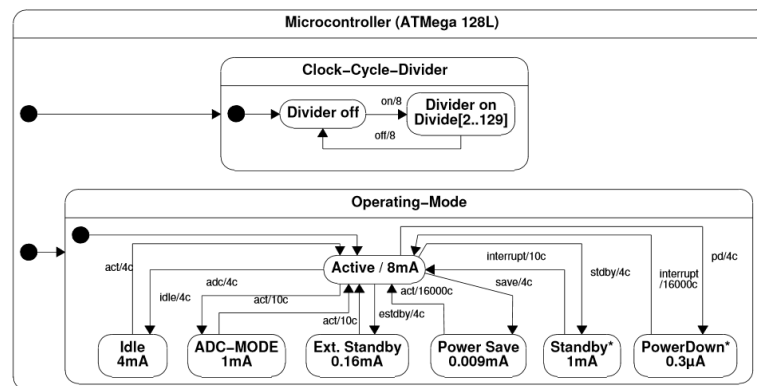 Microcontroller (ATMega 128L)
Clock-Cycle-Divider
Divider off
on/8
off/8
Divider on
Divide[2..129]
Operating-Mode
act/4c
idle/4c
adc/4c
act/10c
act/10c
Active / 8mA
estdby/4c
act/16000c
interrupt/10c
save/4c
stdby/4c
interrupt
/16000c
pd/4c
Idle
4mA
ADC-MODE
1mA
Ext. Standby
0.16mA
Power Save
0.009mA
Standby*
1mA
PowerDown*
0.3µA